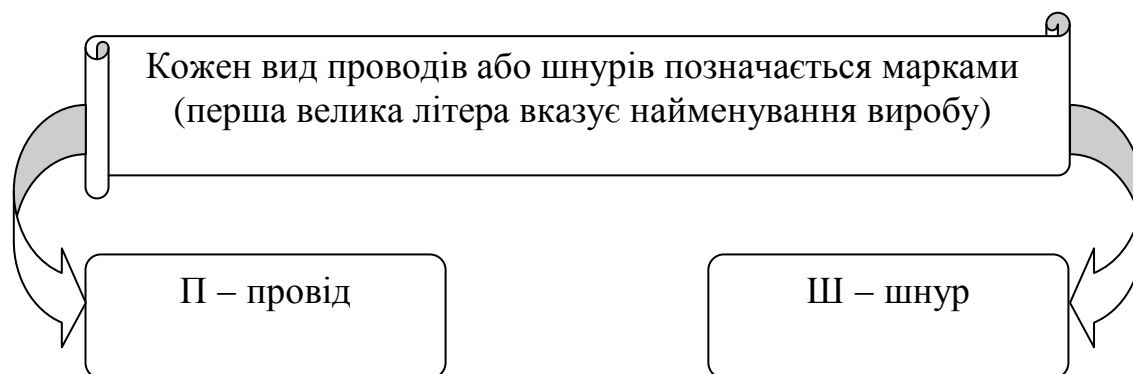 Кожен вид проводів або шнурів позначається марками
(перша велика літера вказує найменування виробу)
П – провід
Ш – шнур